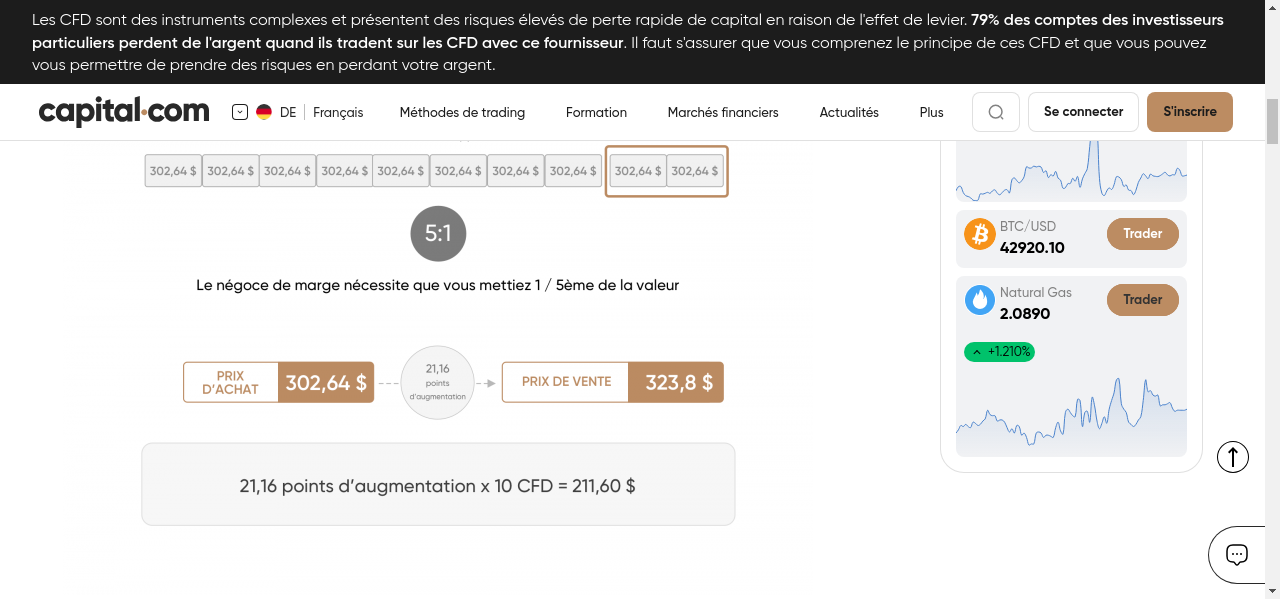 Les CFD sont des instruments complexes et présentent des risques élevés de perte rapide de capital en raison de l'effet de levier. 79% des comptes des investisseurs
particuliers perdent de l'argent quand ils tradent sur les CFD avec ce fournisseur. Il faut s'assurer que vous comprenez le principe de ces CFD et que vous pouvez
vous permettre de prendre des risques en perdant votre argent.
capital.com DE Français Méthodes de trading Formation Marchés financiers Actualités Plus Se connecter S'inscrire
302,64 $ 302,64 $ 302,64 $ 302,64 $ 302,64 $ 302,64 $ 302,64 $ 302,64 $ 302,64 $ 302,64 $
5:1
Le négoce de marge nécessite que vous mettiez 1 / 5ème de la valeur
PRIX
D'ACHAT
302,64 $
21,16
points
d'augmentation
PRIX DE VENTE
323,8 $
21,16 points d'augmentation x 10 CFD = 211,60 $
BTC/USD
42920.10
Trader
Natural Gas
2.0890
Trader
+1.210%